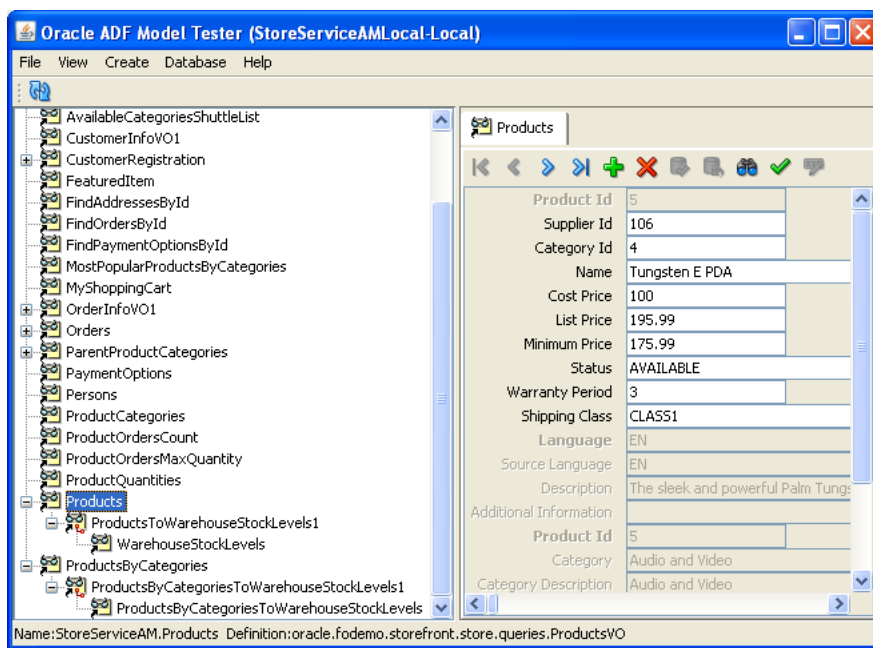 Oracle ADF Model Tester (StoreServiceAMLocal-Local)
File View Create Database Help
AvailableCategoriesShuttleList
CustomerInfoVO1
CustomerRegistration
FeaturedItem
FindAddressesById
FindOrdersById
FindPaymentOptionsById
MostPopularProductsByCategories
MyShoppingCart
OrderInfoVO1
Orders
ParentProductCategories
PaymentOptions
Persons
ProductCategories
ProductOrdersCount
ProductOrdersMaxQuantity
ProductQuantities
Products
ProductsToWarehouseStockLevels1
WarehouseStockLevels
ProductsByCategories
ProductsByCategoriesToWarehouseStockLevels1
ProductsByCategoriesToWarehouseStockLevels
Products
Product Id 5
Supplier Id 106
Category Id 4
Name Tungsten E PDA
Cost Price 100
List Price 195.99
Minimum Price 175.99
Status AVAILABLE
Warranty Period 3
Shipping Class CLASS1
Language EN
Source Language EN
Description The sleek and powerful Palm Tungs
Additional Information
Product Id 5
Category Audio and Video
Category Description Audio and Video
Name:StoreServiceAM.Products Definition:oracle.fodemo.storefront.store.queries.ProductsVO